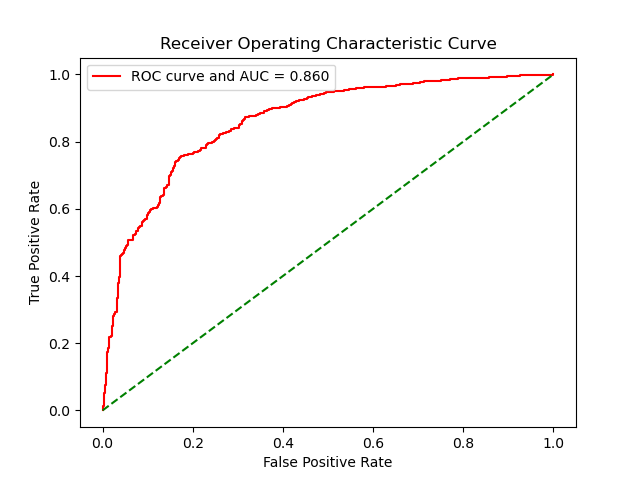 Receiver Operating Characteristic Curve
ROC curve and AUC = 0.860
1.0
0.8
0.6
0.4
0.2
0.0
True Positive Rate
0.0 0.2 0.4 0.6 0.8 1.0
False Positive Rate